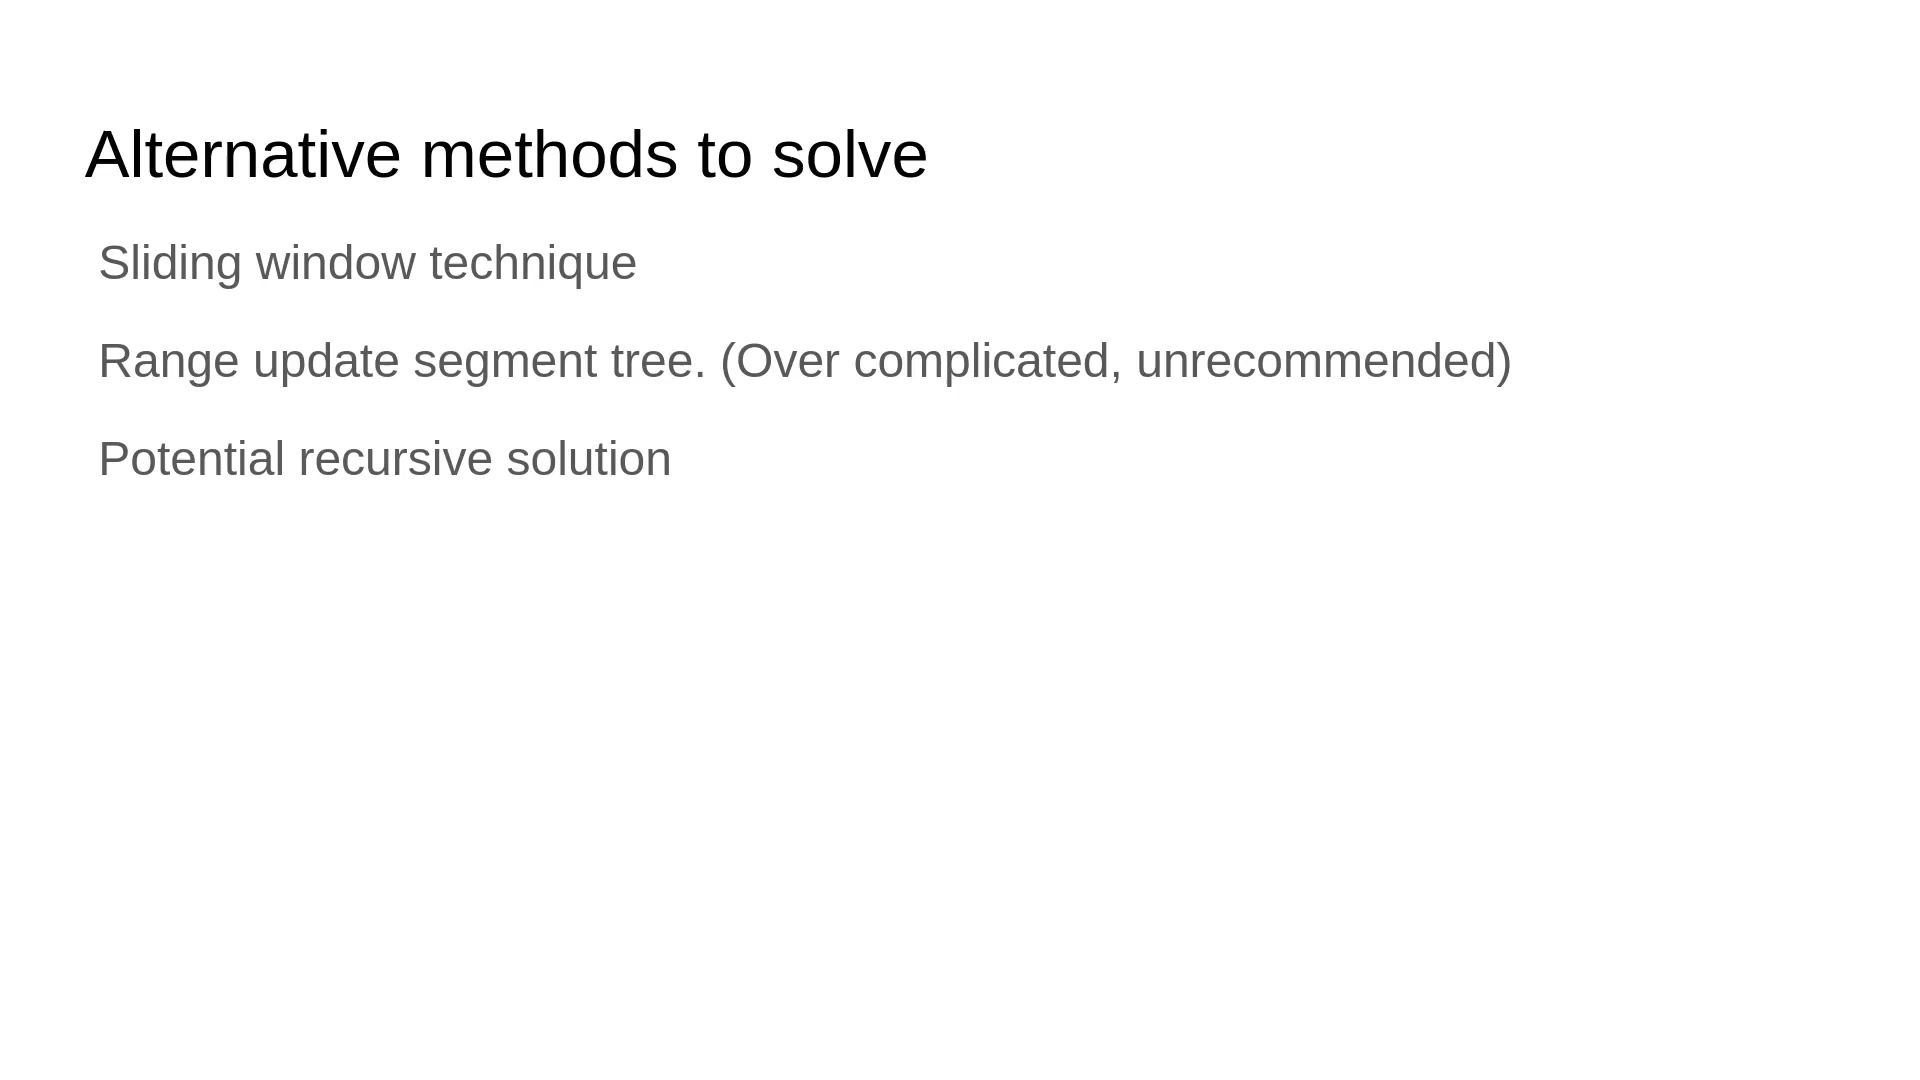 Alternative methods to solve
Sliding window technique
Range update segment tree. (Over complicated, unrecommended)
Potential recursive solution